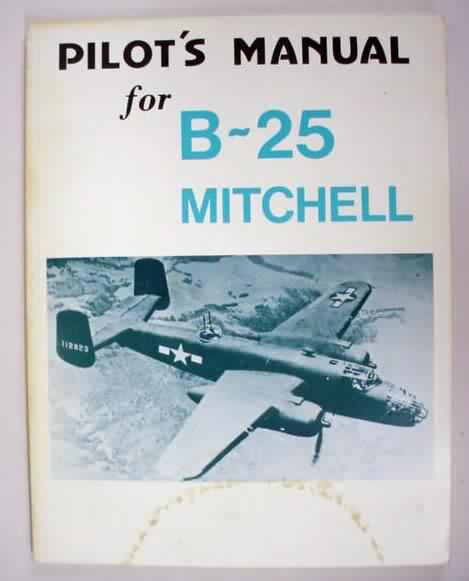 PILOT'S MANUAL
for
B~25
MITCHELL
112823